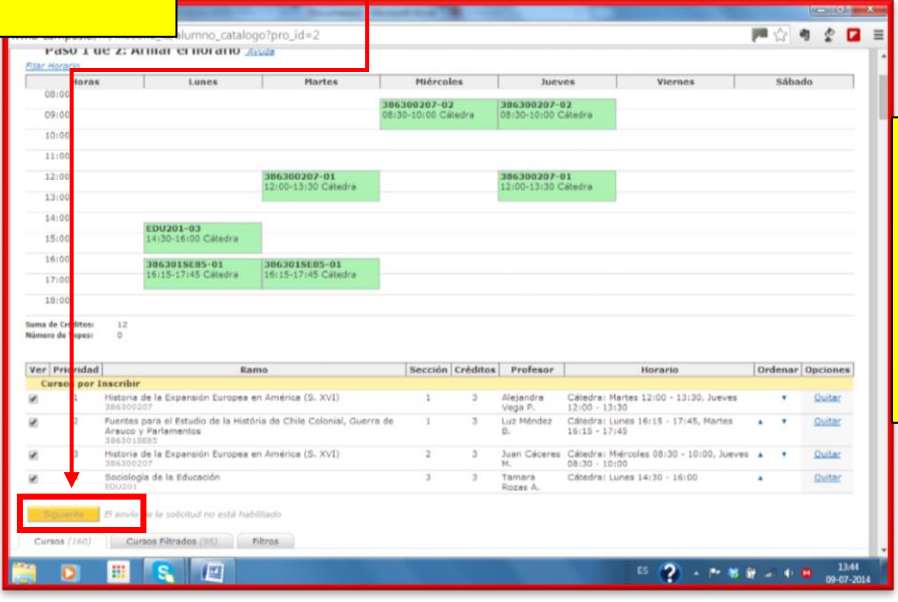 alumno_catalogo?pro_id=2
Paso 1 de 2: Armar el horario Ayuda
Fijar Horario
Horas Lunes Martes Miércoles Jueves Viernes Sábado
08:00
386300207-02 386300207-02
09:00 08:30-10:00 Cátedra 08:30-10:00 Cátedra
10:00
11:00
12:00 386300207-01 386300207-01
12:00-13:30 Cátedra 12:00-13:30 Cátedra
13:00
14:00
EDU201-03
15:00 14:30-16:00 Cátedra
16:00 386301SE85-01 386301SE85-01
16:15-17:45 Cátedra 16:15-17:45 Cátedra
17:00
18:00
Suma de Créditos: 12
Número de Topes: 0
Ver Prioridad Ramo Sección Créditos Profesor Horario Ordenar Opciones
Cursos por Inscribir
1 Historia de la Expansión Europea en América (S. XVI) 1 3 Alejandra Cátedra: Martes 12:00 - 13:30, Jueves Quitar
386300207 Vega P. 12:00 - 13:30
2 Fuentes para el Estudio de la História de Chile Colonial, Guerra de 1 3 Luz Méndez Cátedra: Lunes 16:15 - 17:45, Martes Quitar
Arauco y Parlamentos B. 16:15 - 17:45
3 Historia de la Expansión Europea en América (S. XVI) 2 3 Juan Cáceres Cátedra: Miércoles 08:30 - 10:00, Jueves Quitar
386300207 M. 08:30 - 10:00
Sociología de la Educación 3 3 Tamara Cátedra: Lunes 14:30 - 16:00 Quitar
EDU201 Rozas A.
Siguiente El envío de la solicitud no está habilitado
Cursos (160) Cursos Filtrados (95) Filtros
ES 13:44
09-07-2014